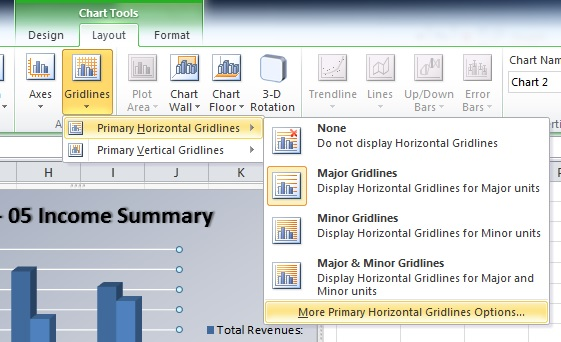 Chart Tools
Design Layout Format
Axes Gridlines Plot Area Chart Wall Chart Floor 3-D Rotation Trendline Lines Up/Down Bars Error Bars
Chart Name
Chart 2
Primary Horizontal Gridlines
Primary Vertical Gridlines
None
Do not display Horizontal Gridlines
Major Gridlines
Display Horizontal Gridlines for Major units
Minor Gridlines
Display Horizontal Gridlines for Minor units
Major & Minor Gridlines
Display Horizontal Gridlines for Major and
Minor units
More Primary Horizontal Gridlines Options...
H I J K
- 05 Income Summary
Total Revenues: